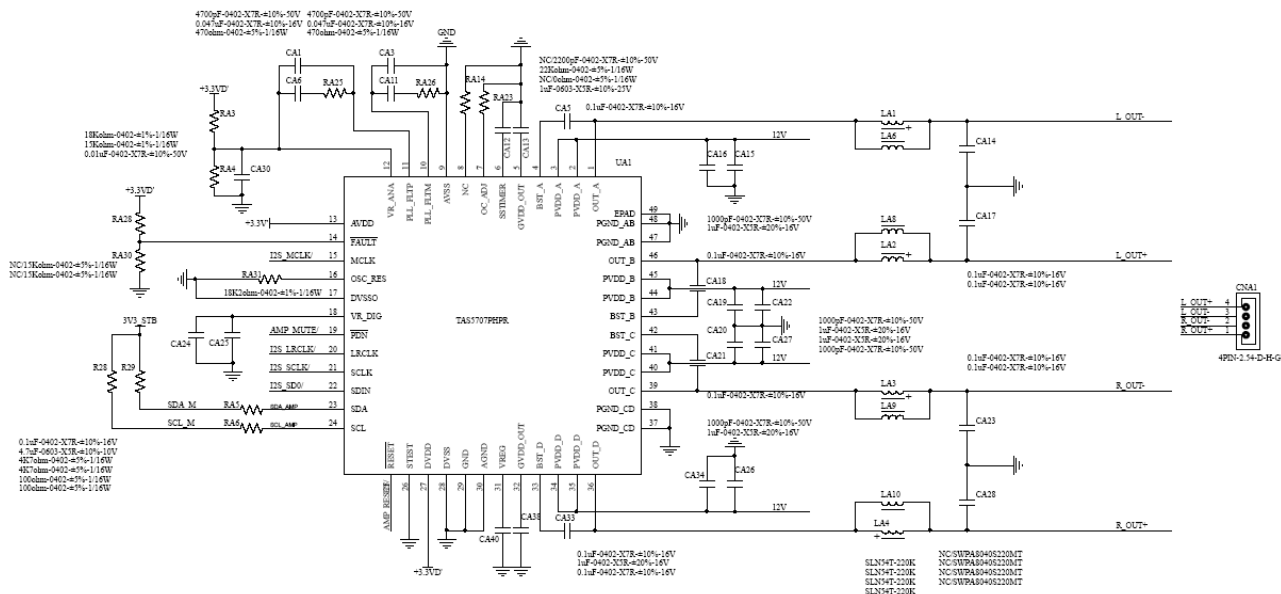 4700pF-0402-X7R-±10%-50V
0.047uF-0402-X7R-±10%-16V
470ohm-0402-±5%-1/16W
4700pF-0402-X7R-±10%-50V
0.047uF-0402-X7R-±10%-16V
470ohm-0402-±5%-1/16W
GND
CA1
CA6
RA25
CA3
CA11
RA26
RA14
RA23
NC/2200pF-0402-X7R-±10%-50V
22Kohm-0402-±5%-1/16W
NC/0ohm-0402-±5%-1/16W
1uF-0603-X5R-±10%-25V
CA5
0.1uF-0402-X7R-±10%-16V
+3.3VD'
RA3
18Kohm-0402-±1%-1/16W
15Kohm-0402-±1%-1/16W
0.01uF-0402-X7R-±10%-50V
RA4
CA30
CA12
CA13
12V
CA16
CA15
LA1
LA6
L_OUT-
CA14
UA1
12
11
10
9
8
7
6
5
4
3
2
1
VR_ANA
PLL_FLTP
PLL_FLTM
AVSS
NC
OC_ADJ
SSTIMER
GVDD_OUT
BST_A
PVDD_A
PVDD_A
OUT_A
+3.3VD'
RA28
RA30
NC/15Kohm-0402-±5%-1/16W
NC/15Kohm-0402-±5%-1/16W
+3.3V
13
AVDD
14
FAULT
I2S_MCLK/
15
MCLK
RA31
16
OSC_RES
18K2ohm-0402-±1%-1/16W
17
DVSSO
18
VR_DIG
3V3_STB
CA24
CA25
AMP_MUTE/
19
PDN
I2S_LRCLK/
20
LRCLK
I2S_SCLK/
21
SCLK
I2S_SD0/
22
SDIN
R28
R29
SDA_M
RA5
SDA_AMP
23
SDA
SCL_M
RA6
SCL_AMP
24
SCL
TAS5707PHPR
EPAD
49
48
PGND_AB
PGND_AB
47
OUT_B
46
PVDD_B
45
PVDD_B
44
BST_B
43
BST_C
42
PVDD_C
41
PVDD_C
40
OUT_C
39
PGND_CD
38
PGND_CD
37
1000pF-0402-X7R-±10%-50V
1uF-0402-X5R-±20%-16V
0.1uF-0402-X7R-±10%-16V
CA18
12V
CA19
CA22
CA20
CA27
CA21
12V
1000pF-0402-X7R-±10%-50V
1uF-0402-X5R-±20%-16V
1uF-0402-X5R-±20%-16V
1000pF-0402-X7R-±10%-50V
LA8
LA2
CA17
L_OUT+
0.1uF-0402-X7R-±10%-16V
0.1uF-0402-X7R-±10%-16V
CNA1
L_OUT+
4
L_OUT-
3
R_OUT-
2
R_OUT+
1
4PIN-2.54-D-H-G
0.1uF-0402-X7R-±10%-16V
0.1uF-0402-X7R-±10%-16V
0.1uF-0402-X7R-±10%-16V
LA3
LA9
R_OUT-
CA23
1000pF-0402-X7R-±10%-50V
1uF-0402-X5R-±20%-16V
CA34
CA26
12V
LA10
LA4
CA28
R_OUT+
0.1uF-0402-X7R-±10%-16V
4.7uF-0603-X5R-±10%-10V
4K7ohm-0402-±5%-1/16W
4K7ohm-0402-±5%-1/16W
100ohm-0402-±5%-1/16W
100ohm-0402-±5%-1/16W
RESET
STEST
DVDD
DVSS
GND
AGND
VREG
GVDD_OUT
BST_D
PVDD_D
PVDD_D
OUT_D
26
27
28
29
30
31
32
33
34
35
36
+3.3VD'
CA40
CA38
CA33
0.1uF-0402-X7R-±10%-16V
1uF-0402-X5R-±20%-16V
0.1uF-0402-X7R-±10%-16V
SLN54T-220K
SLN54T-220K
SLN54T-220K
SLN54T-220K
NC/SWPA8040S220MT
NC/SWPA8040S220MT
NC/SWPA8040S220MT
NC/SWPA8040S220MT